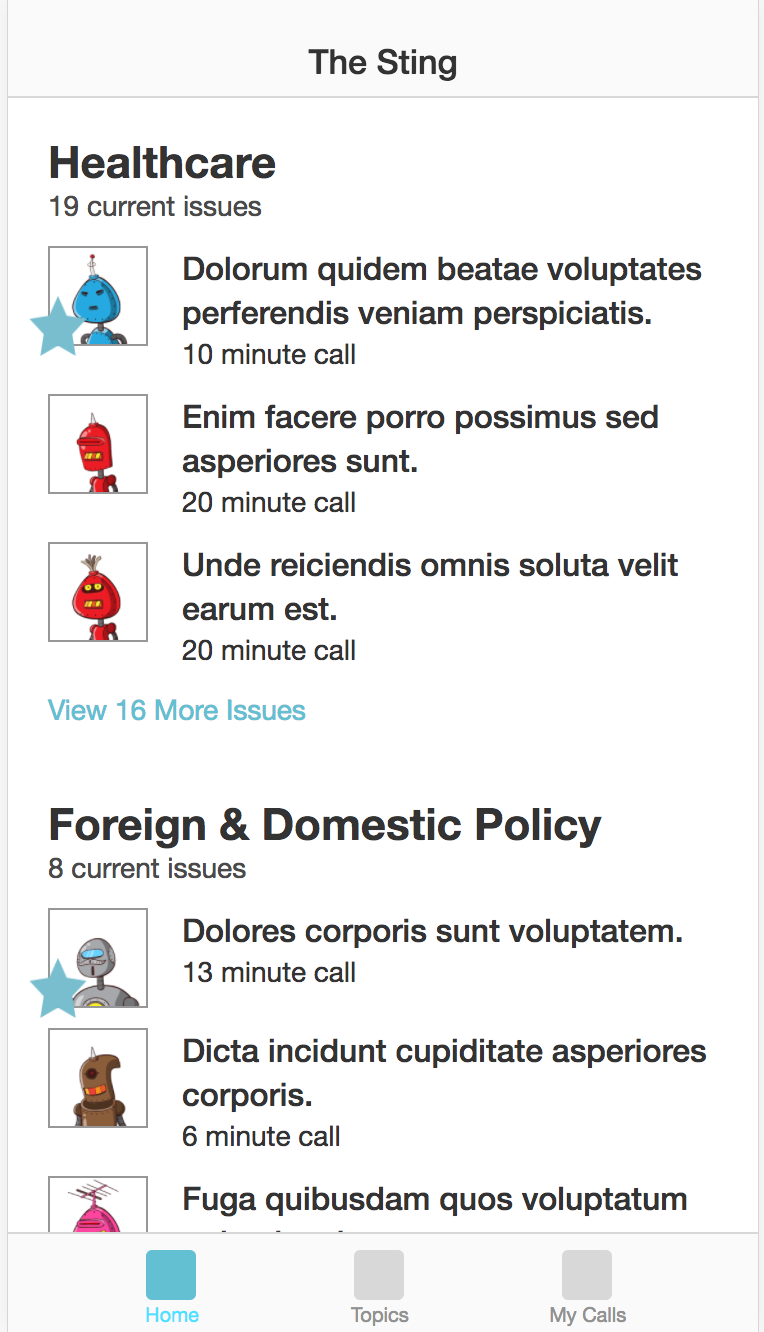 The Sting
Healthcare
19 current issues
Dolorum quidem beatae voluptates
perferendis veniam perspiciatis.
10 minute call
Enim facere porro possimus sed
asperiores sunt.
20 minute call
Unde reiciendis omnis soluta velit
earum est.
20 minute call
View 16 More Issues
Foreign & Domestic Policy
8 current issues
Dolores corporis sunt voluptatem.
13 minute call
Dicta incidunt cupiditate asperiores
corporis.
6 minute call
Fuga quibusdam quos voluptatum
Home
Topics
My Calls